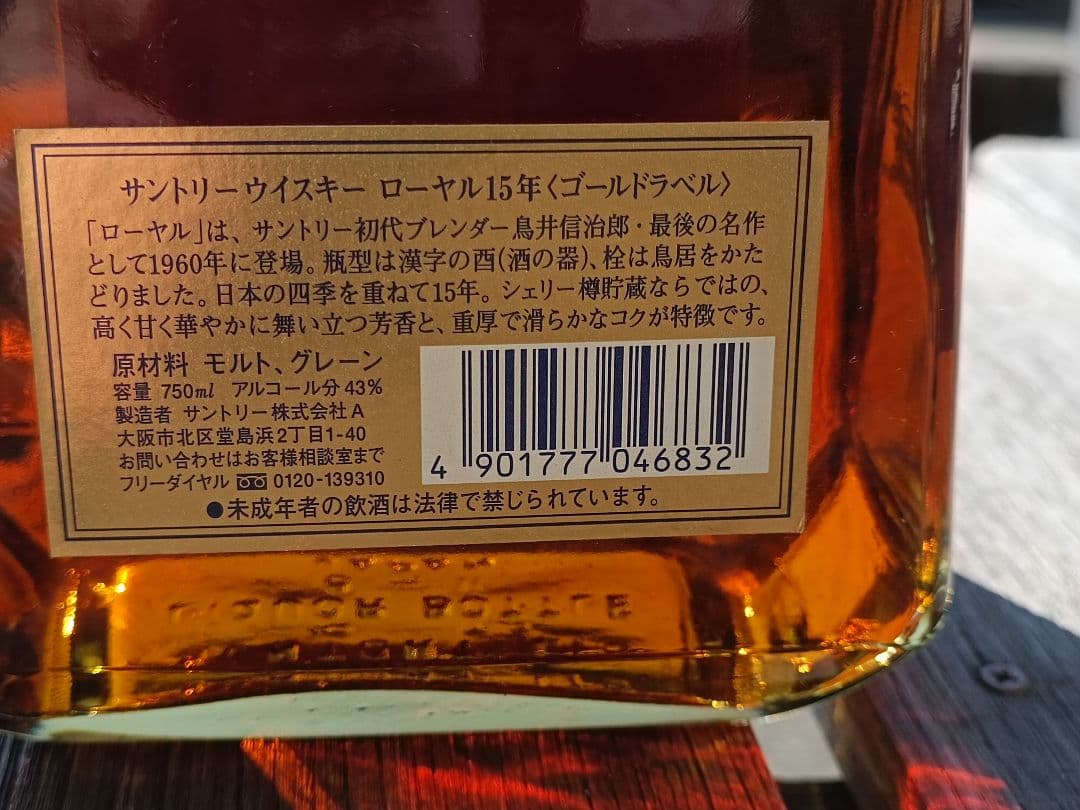 サントリーウイスキー ローヤル15年〈ゴールドラベル〉
「ローヤル」は、サントリー初代ブレンダー鳥井信治郎・最後の名作
として1960年に登場。瓶型は漢字の酉(酒の器)、栓は鳥居をかた
どりました。日本の四季を重ねて15年。シェリー樽貯蔵ならではの、
高く甘く華やかに舞い立つ芳香と、重厚で滑らかなコクが特徴です。
原材料 モルト、グレーン
容量 750ml アルコール分43%
製造者 サントリー株式会社A
大阪市北区堂島浜2丁目1-40
お問い合わせはお客様相談室まで
フリーダイヤル 0120-139310
4 901777 046832
●未成年者の飲酒は法律で禁じられています。
LIQUOR BOTTLE